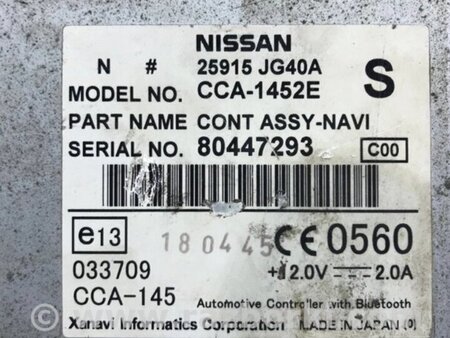 NISSAN
N # 25915 JG40A S
MODEL NO. CCA-1452E
PART NAME CONT ASSY-NAVI
SERIAL NO. 80447293 C00
e13 180445 CE 0560
033709 +12.0V 2.0A
CCA-145 Automotive Controller with Bluetooth
Xanavi Informatics Corporation MADE IN JAPAN (0)